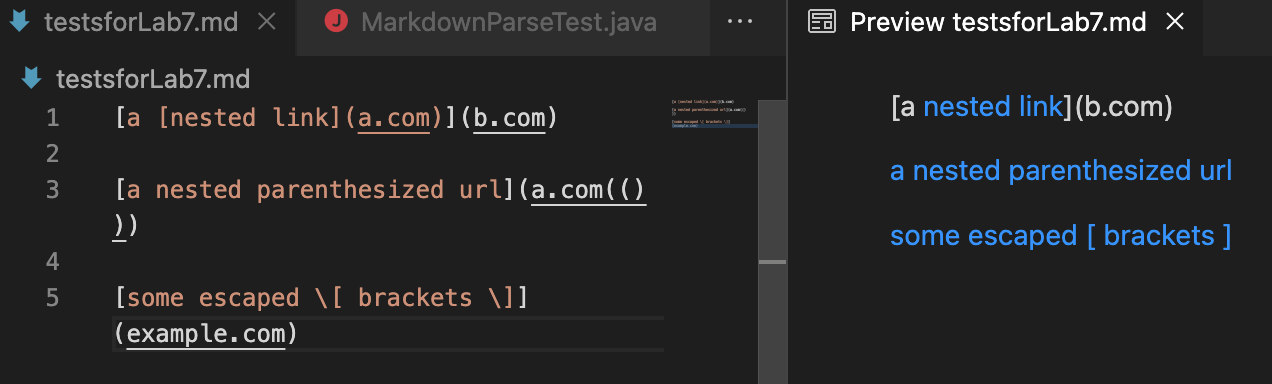 testsforLab7.md
MarkdownParseTest.java
Preview testsforLab7.md
testsforLab7.md
1 [a [nested link](a.com)](b.com)
2
3 [a nested parenthesized url](a.com(()
))
4
5 [some escaped \[ brackets \]]
(example.com)
[a nested link](b.com)
a nested parenthesized url
some escaped [ brackets ]